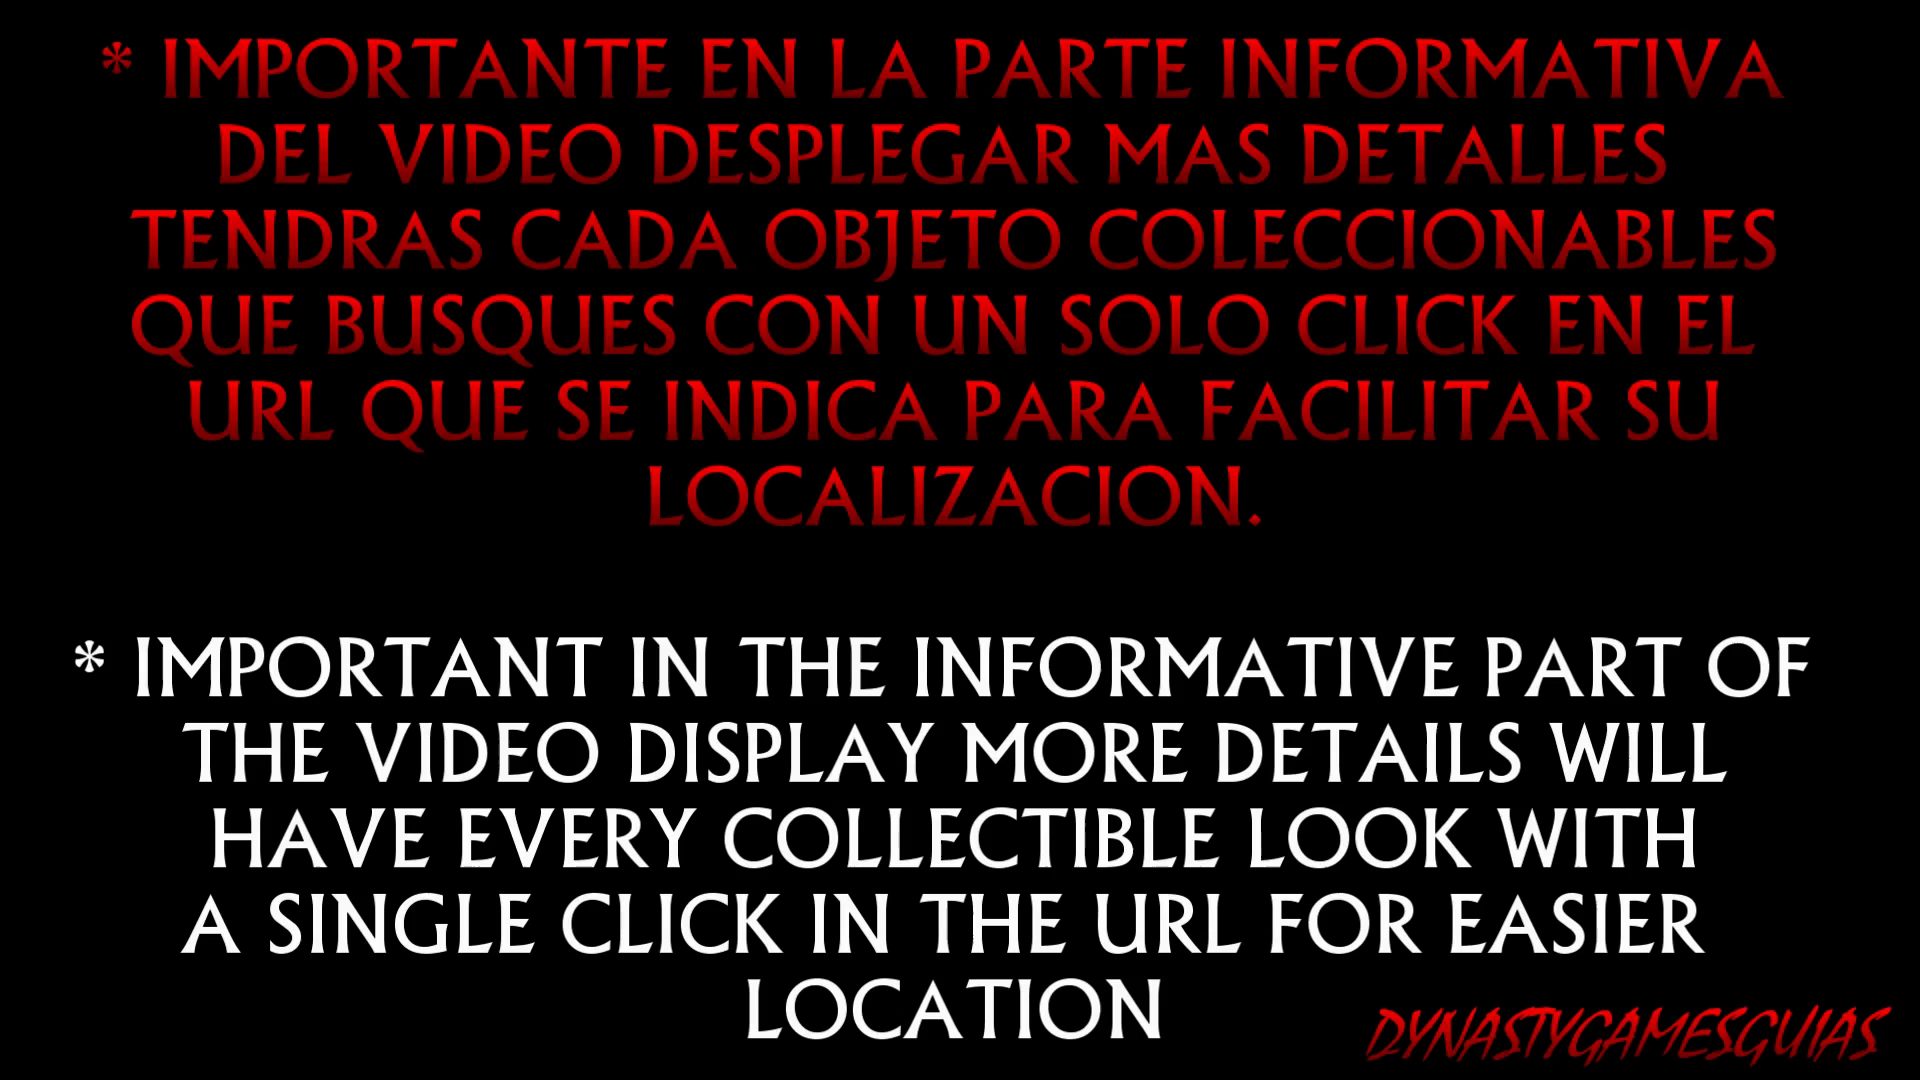 * IMPORTANTE EN LA PARTE INFORMATIVA
DEL VIDEO DESPLEGAR MAS DETALLES
TENDRAS CADA OBJETO COLECCIONABLES
QUE BUSQUES CON UN SOLO CLICK EN EL
URL QUE SE INDICA PARA FACILITAR SU
LOCALIZACION.
* IMPORTANT IN THE INFORMATIVE PART OF
THE VIDEO DISPLAY MORE DETAILS WILL
HAVE EVERY COLLECTIBLE LOOK WITH
A SINGLE CLICK IN THE URL FOR EASIER
LOCATION
DYNASTYGAMESGUIAS